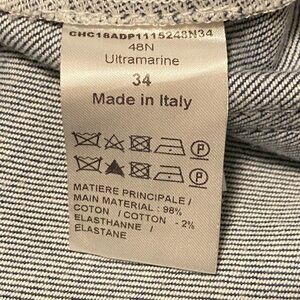 CHC18ADP1115248N34
48N
Ultramarine
34
Made in Italy
MATIERE PRINCIPALE /
MAIN MATERIAL : 98%
COTON / COTTON - 2%
ELASTHANNE /
ELASTANE